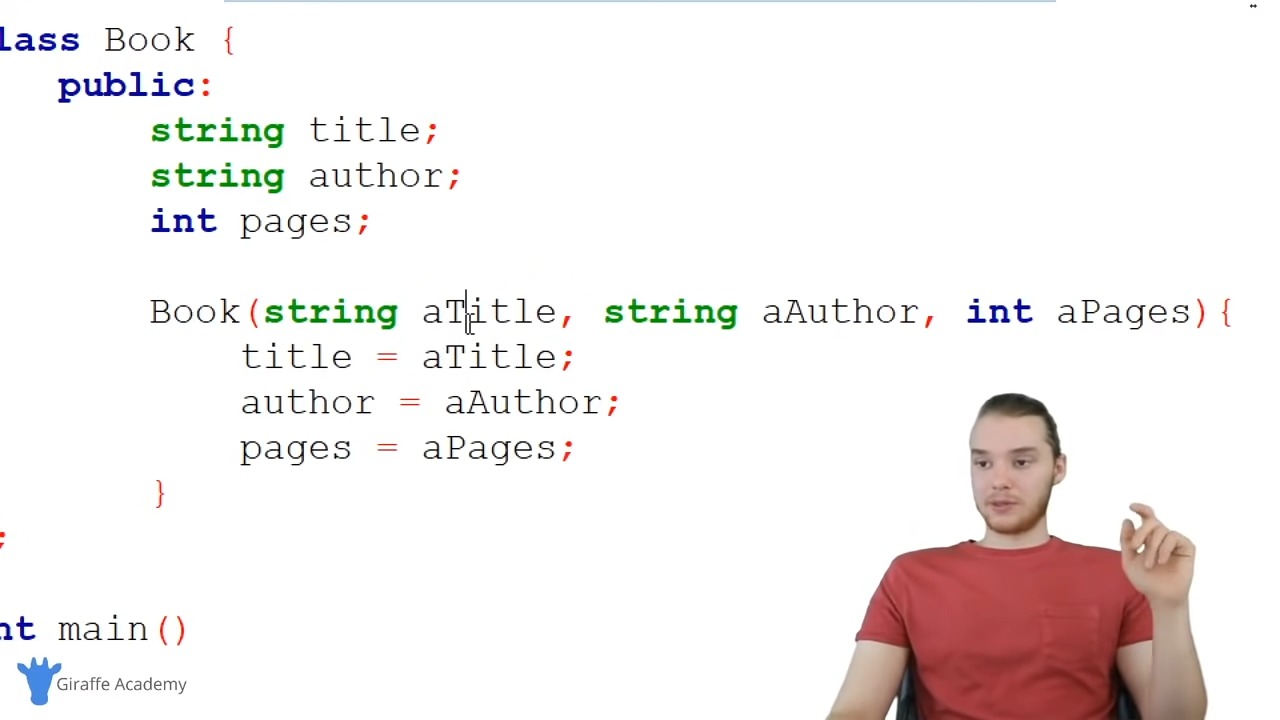 lass Book {
public:
string title;
string author;
int pages;
Book(string aTitle, string aAuthor, int aPages){
title = aTitle;
author = aAuthor;
pages = aPages;
}
;
nt main()
Giraffe Academy